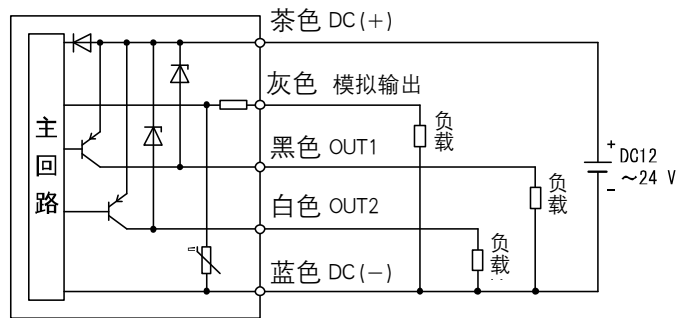 茶色 DC(+)
灰色 模拟输出
主回路
负载
黑色 OUT1
+
DC12
~24 V
−
负载
白色 OUT2
负载
蓝色 DC(−)